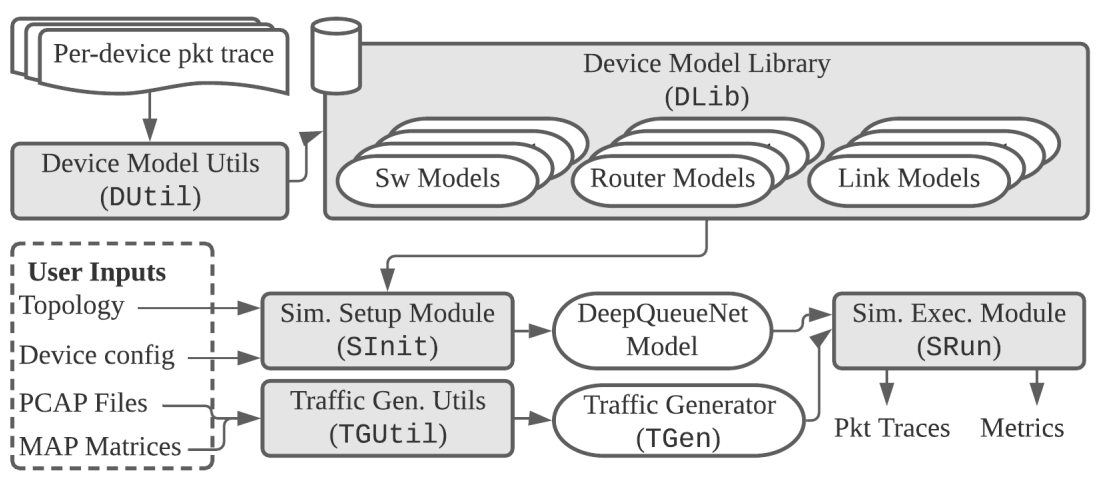 Per-device pkt trace
Device Model Utils
(DUtil)
Device Model Library
(DLib)
Sw Models
Router Models
Link Models
User Inputs
Topology
Device config
PCAP Files
MAP Matrices
Sim. Setup Module
(SInit)
Traffic Gen. Utils
(TGUtil)
DeepQueueNet
Model
Traffic Generator
(TGen)
Sim. Exec. Module
(SRun)
Pkt Traces
Metrics